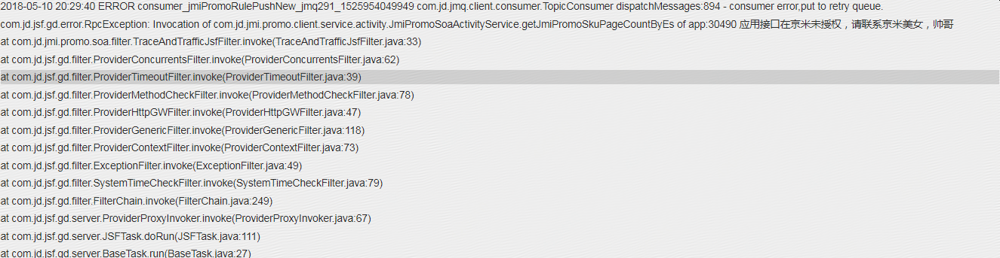 2018-05-10 20:29:40 ERROR consumer_jmiPromoRulePushNew_jmq291_1525954049949 com.jd.jmq.client.consumer.TopicConsumer dispatchMessages:894 - consumer error,put to retry queue.
com.jd.jsf.gd.error.RpcException: Invocation of com.jd.jmi.promo.client.service.activity.JmiPromoSoaActivityService.getJmiPromoSkuPageCountByEs of app:30490 应用接口在京米未授权，请联系京米美女，帅哥
at com.jd.jmi.promo.soa.filter.TraceAndTrafficJsfFilter.invoke(TraceAndTrafficJsfFilter.java:33)
at com.jd.jsf.gd.filter.ProviderConcurrentsFilter.invoke(ProviderConcurrentsFilter.java:62)
at com.jd.jsf.gd.filter.ProviderTimeoutFilter.invoke(ProviderTimeoutFilter.java:39)
at com.jd.jsf.gd.filter.ProviderMethodCheckFilter.invoke(ProviderMethodCheckFilter.java:78)
at com.jd.jsf.gd.filter.ProviderHttpGWFilter.invoke(ProviderHttpGWFilter.java:47)
at com.jd.jsf.gd.filter.ProviderGenericFilter.invoke(ProviderGenericFilter.java:118)
at com.jd.jsf.gd.filter.ProviderContextFilter.invoke(ProviderContextFilter.java:73)
at com.jd.jsf.gd.filter.ExceptionFilter.invoke(ExceptionFilter.java:49)
at com.jd.jsf.gd.filter.SystemTimeCheckFilter.invoke(SystemTimeCheckFilter.java:79)
at com.jd.jsf.gd.filter.FilterChain.invoke(FilterChain.java:249)
at com.jd.jsf.gd.server.ProviderProxyInvoker.invoke(ProviderProxyInvoker.java:67)
at com.jd.jsf.gd.server.JSFTask.doRun(JSFTask.java:111)
at com.jd.jsf.gd.server.BaseTask.run(BaseTask.java:27)